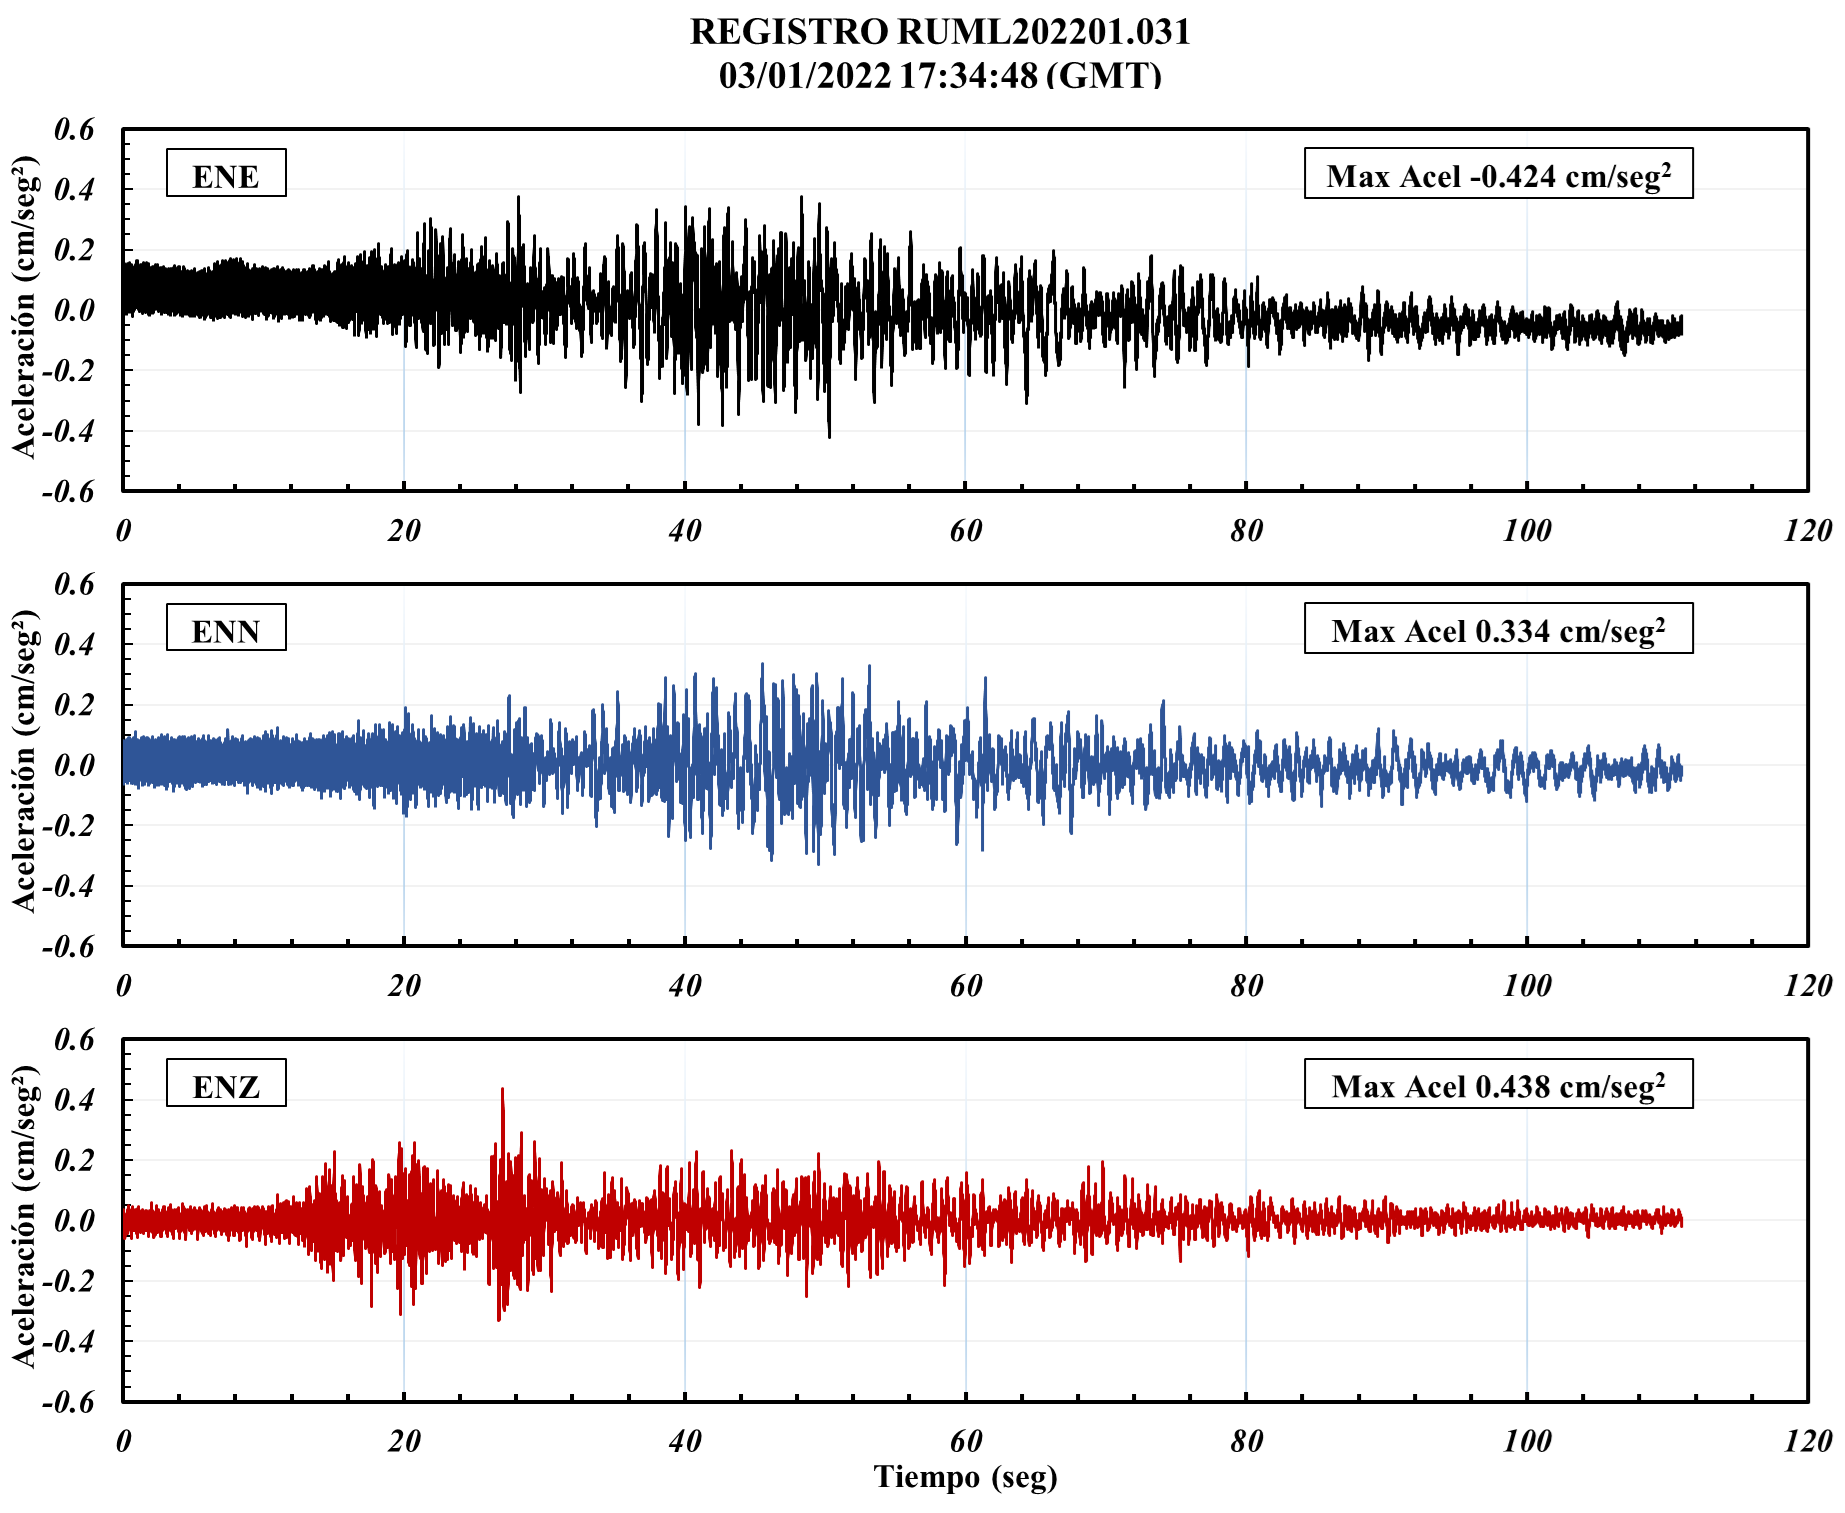 REGISTRO RUML202201.031
03/01/2022 17:34:48 (GMT)
0.6
0.4
0.2
0.0
-0.2
-0.4
-0.6
Aceleración (cm/seg²)
ENE
Max Acel -0.424 cm/seg²
0 20 40 60 80 100 120
0.6
0.4
0.2
0.0
-0.2
-0.4
-0.6
Aceleración (cm/seg²)
ENN
Max Acel 0.334 cm/seg²
0 20 40 60 80 100 120
0.6
0.4
0.2
0.0
-0.2
-0.4
-0.6
Aceleración (cm/seg²)
ENZ
Max Acel 0.438 cm/seg²
0 20 40 60 80 100 120
Tiempo (seg)